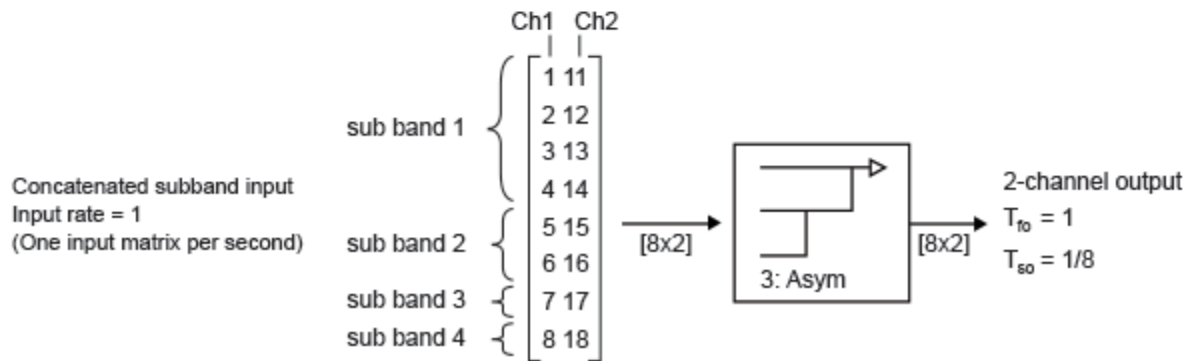 Ch1 Ch2
1 11
2 12
3 13
4 14
5 15
6 16
7 17
8 18
sub band 1
sub band 2
sub band 3
sub band 4
Concatenated subband input
Input rate = 1
(One input matrix per second)
[8x2]
3: Asym
[8x2]
2-channel output
T_fo = 1
T_so = 1/8